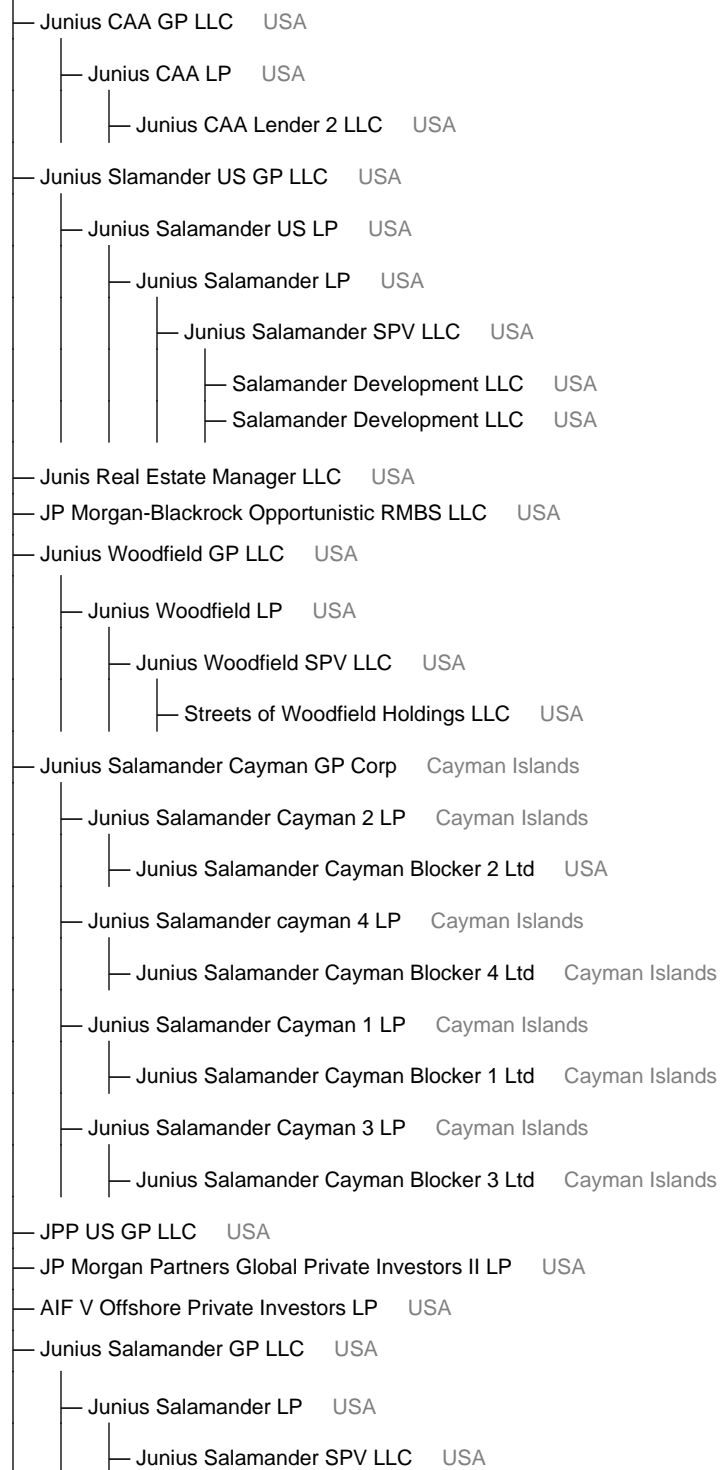 Junius CAA GP LLC USA
Junius CAA LP USA
Junius CAA Lender 2 LLC USA
Junius Slamander US GP LLC USA
Junius Salamander US LP USA
Junius Salamander LP USA
Junius Salamander SPV LLC USA
Salamander Development LLC USA
Salamander Development LLC USA
Junis Real Estate Manager LLC USA
JP Morgan-Blackrock Opportunistic RMBS LLC USA
Junius Woodfield GP LLC USA
Junius Woodfield LP USA
Junius Woodfield SPV LLC USA
Streets of Woodfield Holdings LLC USA
Junius Salamander Cayman GP Corp Cayman Islands
Junius Salamander Cayman 2 LP Cayman Islands
Junius Salamander Cayman Blocker 2 Ltd USA
Junius Salamander cayman 4 LP Cayman Islands
Junius Salamander Cayman Blocker 4 Ltd Cayman Islands
Junius Salamander Cayman 1 LP Cayman Islands
Junius Salamander Cayman Blocker 1 Ltd Cayman Islands
Junius Salamander Cayman 3 LP Cayman Islands
Junius Salamander Cayman Blocker 3 Ltd Cayman Islands
JPP US GP LLC USA
JP Morgan Partners Global Private Investors II LP USA
AIF V Offshore Private Investors LP USA
Junius Salamander GP LLC USA
Junius Salamander LP USA
Junius Salamander SPV LLC USA